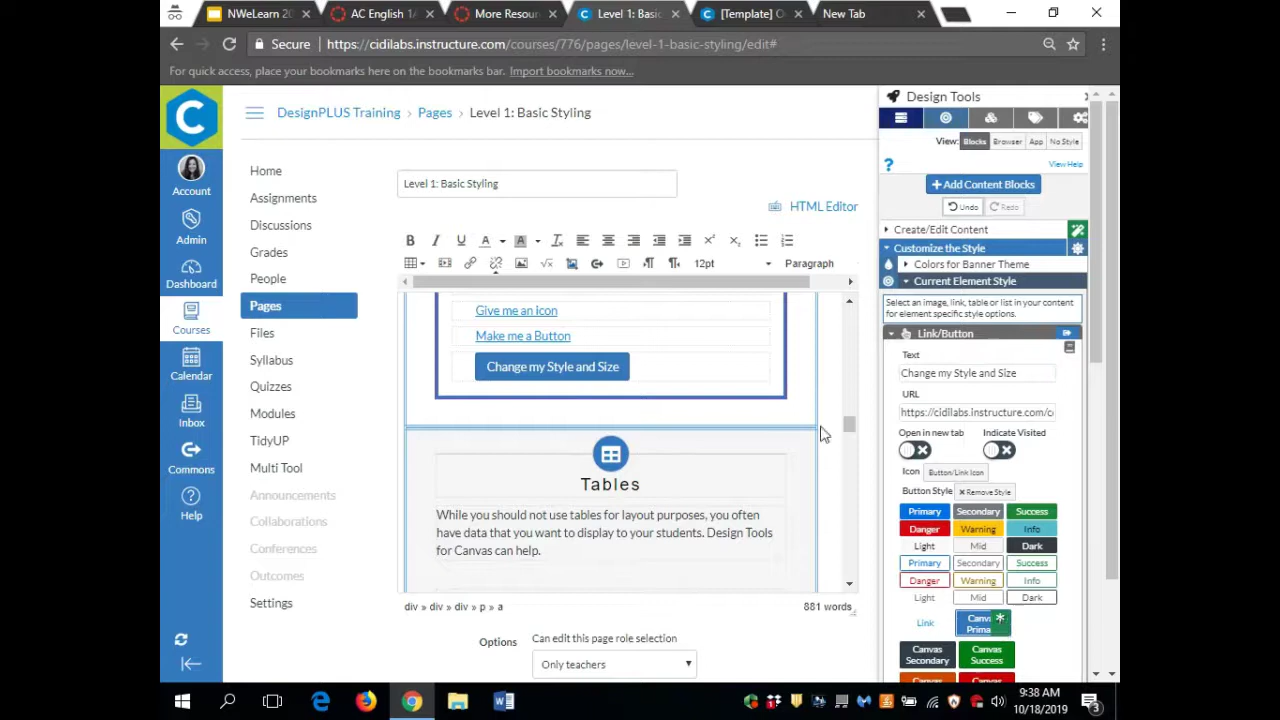 NWeLearn 20
AC English 1A
More Resour
Level 1: Basic
[Template] C
New Tab
Secure
https://cidilabs.instructure.com/courses/776/pages/level-1-basic-styling/edit#
For quick access, place your bookmarks here on the bookmarks bar. Import bookmarks now...
C
Account
Admin
Dashboard
Courses
Calendar
Inbox
Commons
Help
DesignPLUS Training > Pages > Level 1: Basic Styling
Home
Assignments
Discussions
Grades
People
Pages
Files
Syllabus
Quizzes
Modules
TidyUP
Multi Tool
Announcements
Collaborations
Conferences
Outcomes
Settings
Level 1: Basic Styling
HTML Editor
12pt
Paragraph
Give me an icon
Make me a Button
Change my Style and Size
Tables
While you should not use tables for layout purposes, you often
have data that you want to display to your students. Design Tools
for Canvas can help.
div » div » div » p » a
881 words
Options
Can edit this page role selection
Only teachers
Design Tools
View: Blocks Browser App No Style
View Help
+ Add Content Blocks
Undo Redo
Create/Edit Content
Customize the Style
Colors for Banner Theme
Current Element Style
Select an image, link, table or list in your content
for element specific style options.
Link/Button
Text
Change my Style and Size
URL
https://cidilabs.instructure.com/c
Open in new tab Indicate Visited
Icon Button/Link Icon
Button Style Remove Style
Primary Secondary Success
Danger Warning Info
Light Mid Dark
Primary Secondary Success
Danger Warning Info
Light Mid Dark
Link
Canva
Prima
Canvas
Secondary
Canvas
Success
Canvas
Canvas
9:38 AM
10/18/2019
3